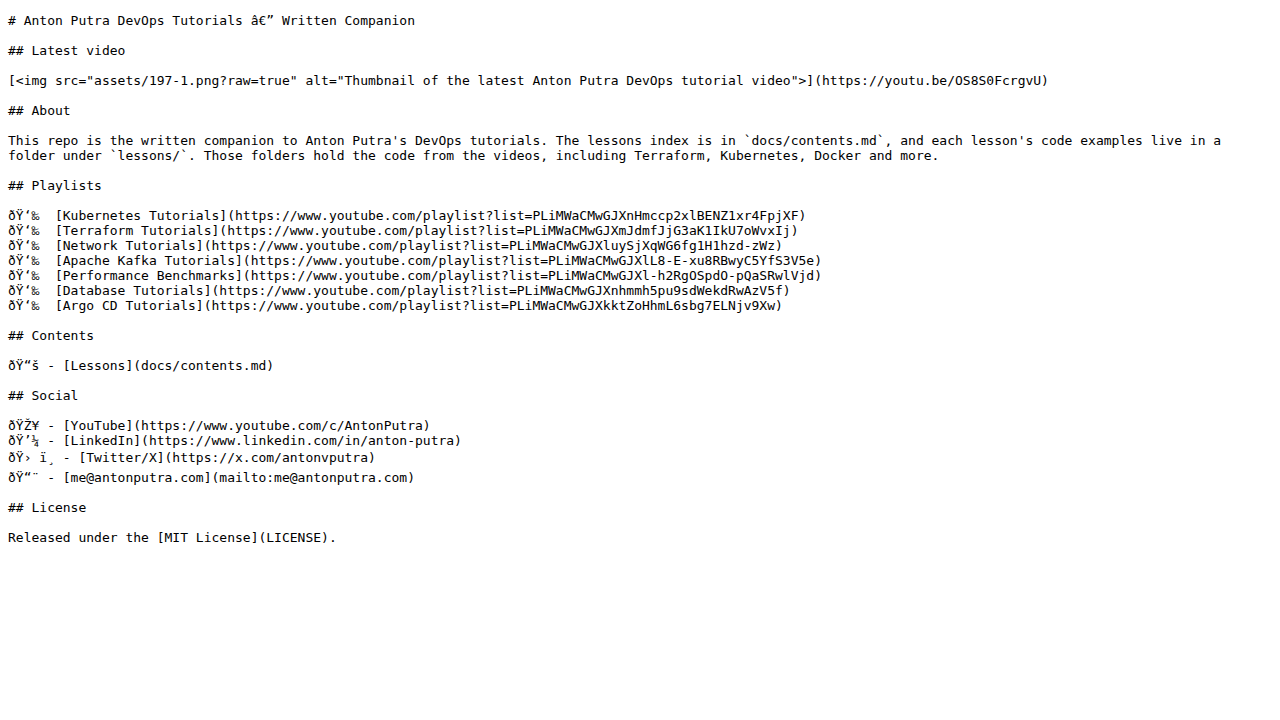 # Anton Putra DevOps Tutorials â€” Written Companion
## Latest video
[<img src="assets/197-1.png?raw=true" alt="Thumbnail of the latest Anton Putra DevOps tutorial video">](https://youtu.be/OS8S0FcrgvU)
## About
This repo is the written companion to Anton Putra's DevOps tutorials. The lessons index is in `docs/contents.md`, and each lesson's code examples live in a
folder under `lessons/`. Those folders hold the code from the videos, including Terraform, Kubernetes, Docker and more.
## Playlists
ðŸ‘‰  [Kubernetes Tutorials](https://www.youtube.com/playlist?list=PLiMWaCMwGJXnHmccp2xlBENZ1xr4FpjXF)
ðŸ‘‰  [Terraform Tutorials](https://www.youtube.com/playlist?list=PLiMWaCMwGJXmJdmfJjG3aK1IkU7oWvxIj)
ðŸ‘‰  [Network Tutorials](https://www.youtube.com/playlist?list=PLiMWaCMwGJXluySjXqWG6fg1H1hzd-zWz)
ðŸ‘‰  [Apache Kafka Tutorials](https://www.youtube.com/playlist?list=PLiMWaCMwGJXlL8-E-xu8RBwyC5YfS3V5e)
ðŸ‘‰  [Performance Benchmarks](https://www.youtube.com/playlist?list=PLiMWaCMwGJXl-h2RgOSpdO-pQaSRwlVjd)
ðŸ‘‰  [Database Tutorials](https://www.youtube.com/playlist?list=PLiMWaCMwGJXnhmmh5pu9sdWekdRwAzV5f)
ðŸ‘‰  [Argo CD Tutorials](https://www.youtube.com/playlist?list=PLiMWaCMwGJXkktZoHhmL6sbg7ELNjv9Xw)
## Contents
ðŸ“š - [Lessons](docs/contents.md)
## Social
ðŸŽ¥ - [YouTube](https://www.youtube.com/c/AntonPutra)
ðŸ’¼ - [LinkedIn](https://www.linkedin.com/in/anton-putra)
ðŸ› ï¸ - [Twitter/X](https://x.com/antonvputra)
ðŸ“¨ - [me@antonputra.com](mailto:me@antonputra.com)
## License
Released under the [MIT License](LICENSE).